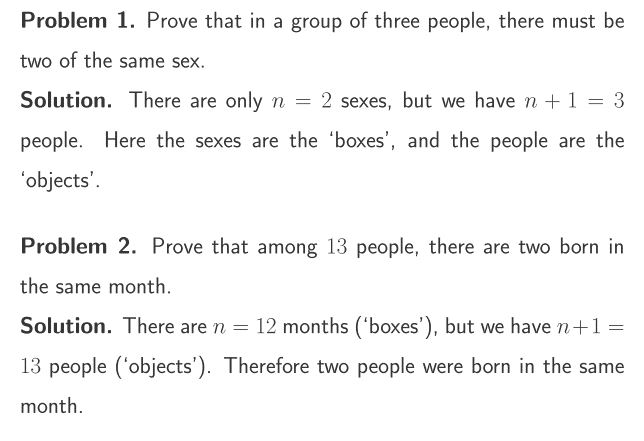 Problem 1. Prove that in a group of three people, there must be
two of the same sex.
Solution. There are only n = 2 sexes, but we have n + 1 = 3
people. Here the sexes are the ‘boxes’, and the people are the
‘objects’.
Problem 2. Prove that among 13 people, there are two born in
the same month.
Solution. There are n = 12 months (‘boxes’), but we have n+1 =
13 people (‘objects’). Therefore two people were born in the same
month.